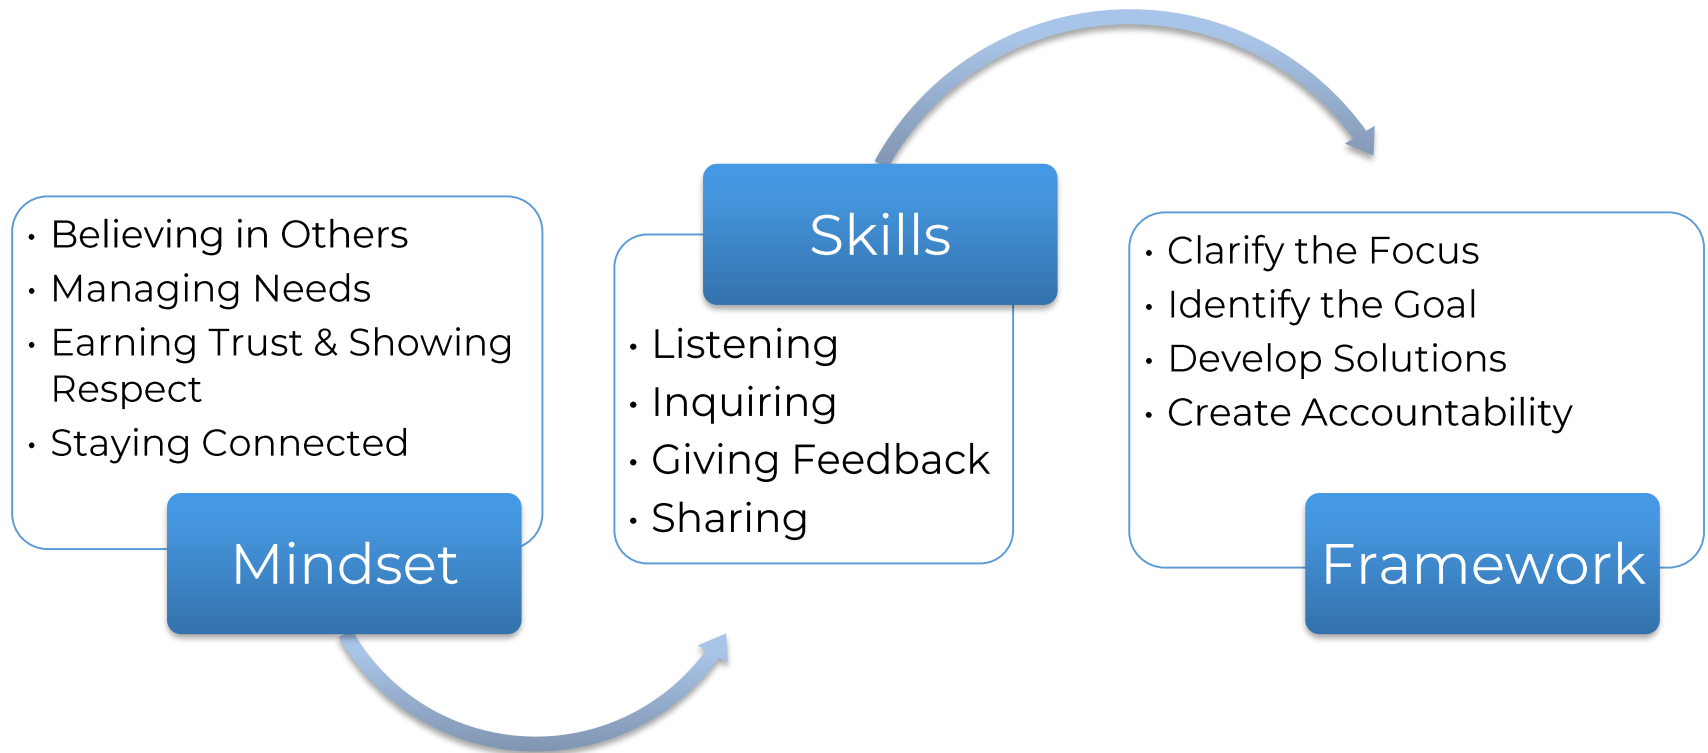 • Believing in Others
• Managing Needs
• Earning Trust & Showing
Respect
• Staying Connected
Mindset
Skills
• Listening
• Inquiring
• Giving Feedback
• Sharing
• Clarify the Focus
• Identify the Goal
• Develop Solutions
• Create Accountability
Framework